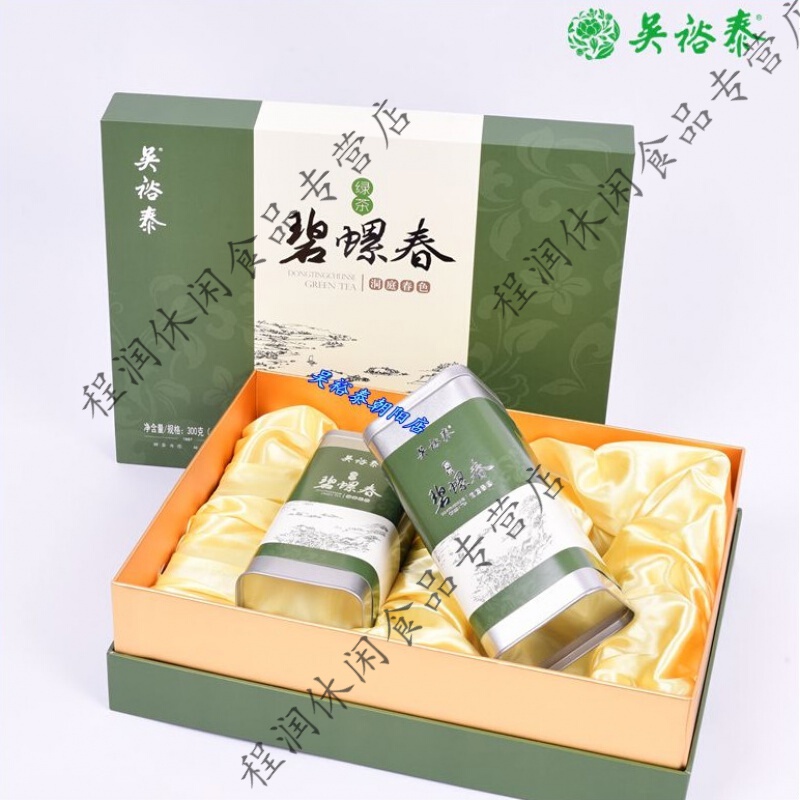 吴裕泰
吴裕泰
绿茶
碧螺春
DONGTINGCHUNSE
GREEN TEA
洞庭春色
净含量/规格：300克（
1887
吴裕泰朝阳店
吴裕泰
碧螺春
吴裕泰
碧螺春
程润休闲食品专营店
程润休闲食品专营店
程润休闲食品专营店